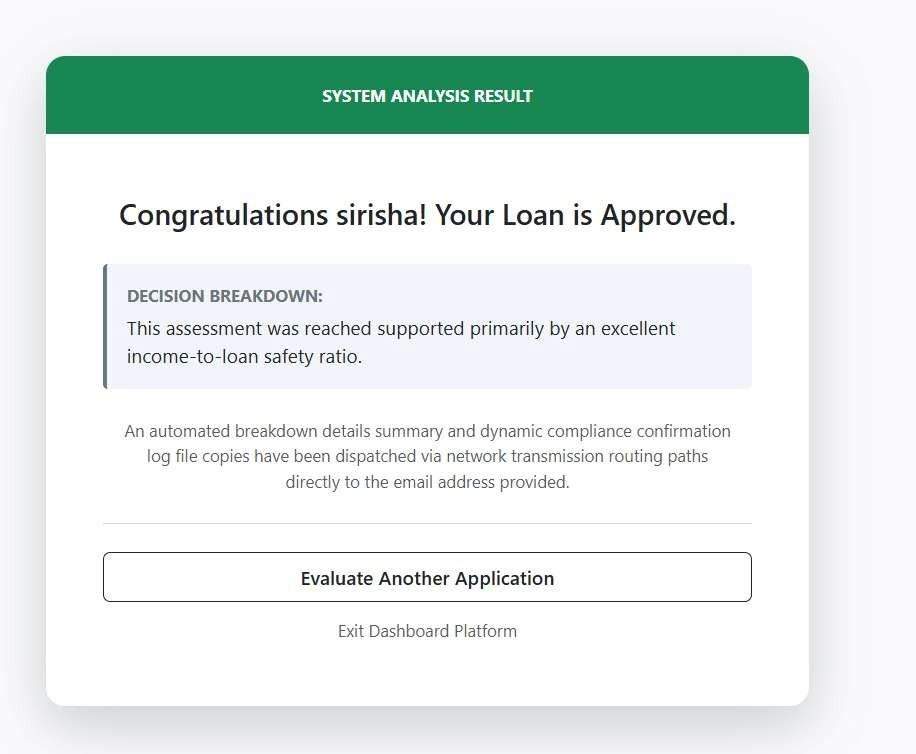 SYSTEM ANALYSIS RESULT
Congratulations sirisha! Your Loan is Approved.
DECISION BREAKDOWN:
This assessment was reached supported primarily by an excellent
income-to-loan safety ratio.
An automated breakdown details summary and dynamic compliance confirmation
log file copies have been dispatched via network transmission routing paths
directly to the email address provided.
Evaluate Another Application
Exit Dashboard Platform